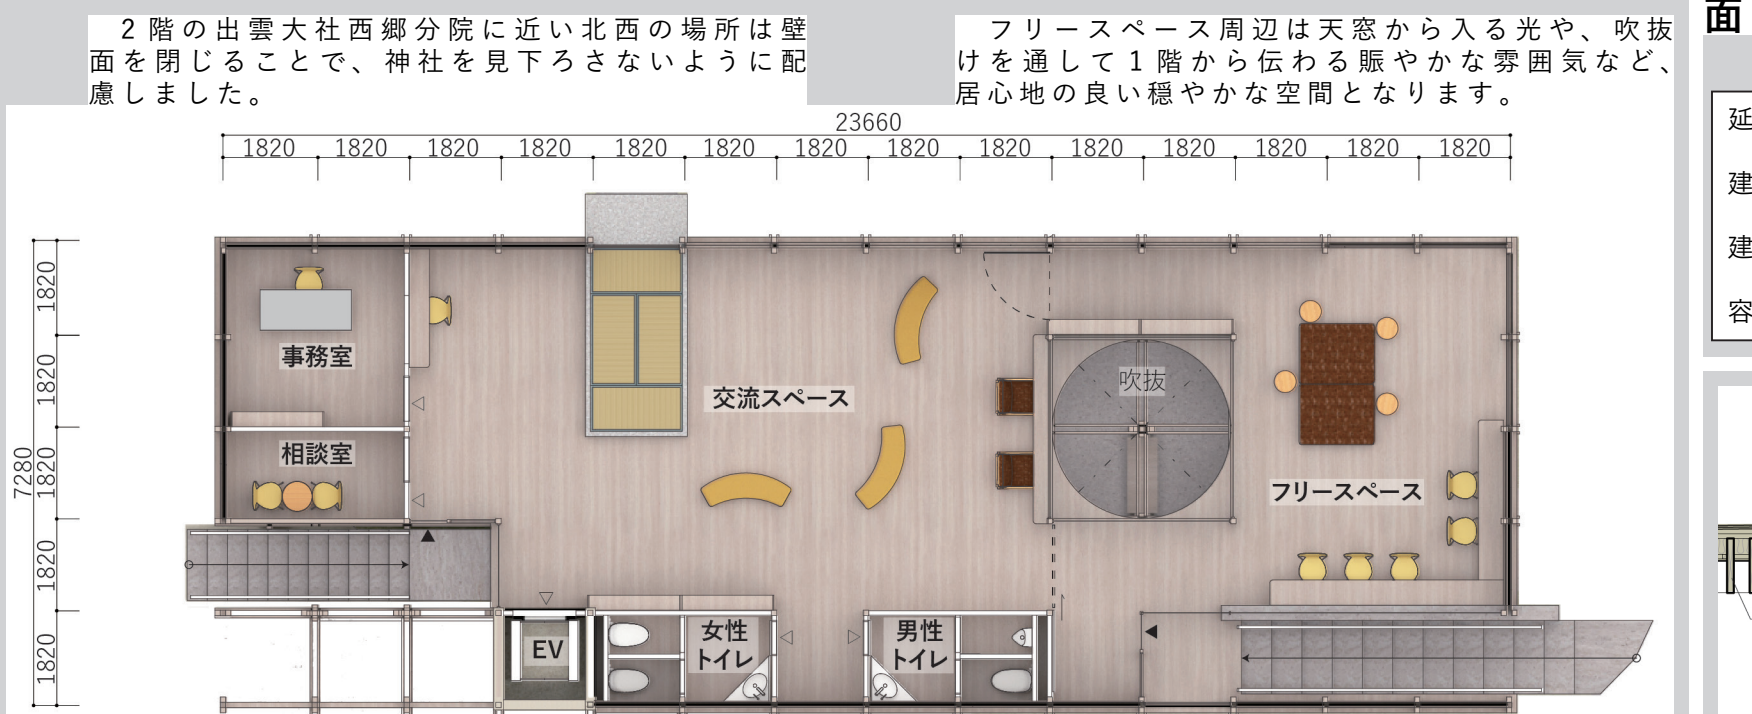 2階の出雲大社西郷分院に近い北西の場所は壁
面を閉じることで、神社を見下ろさないように配
慮しました。
フリースペース周辺は天窓から入る光や、吹抜
けを通して1階から伝わる賑やかな雰囲気など、
居心地の良い穏やかな空間となります。
面
延
建
建
容
23660
1820 1820 1820 1820 1820 1820 1820 1820 1820 1820 1820 1820 1820 1820
7280
1820
1820
1820
1820
1820
事務室
相談室
交流スペース
吹抜
フリースペース
EV
女性
トイレ
男性
トイレ